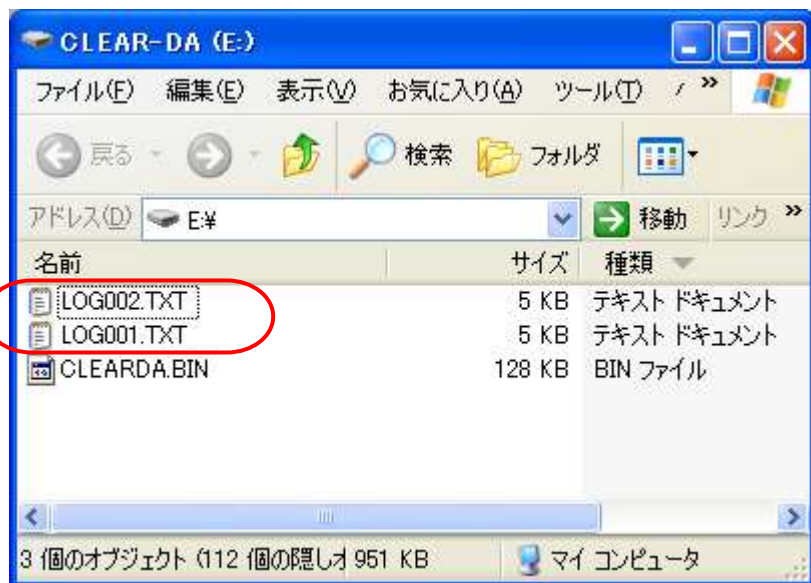 CLEAR-DA (E:)
ファイル(F) 編集(E) 表示(V) お気に入り(A) ツール(T) »
戻る 検索 フォルダ
アドレス(D) E:¥ 移動 リンク »
名前 サイズ 種類
LOG002.TXT 5 KB テキスト ドキュメント
LOG001.TXT 5 KB テキスト ドキュメント
CLEARDA.BIN 128 KB BIN ファイル
3 個のオブジェクト (112 個の隠しオ 951 KB マイ コンピュータ